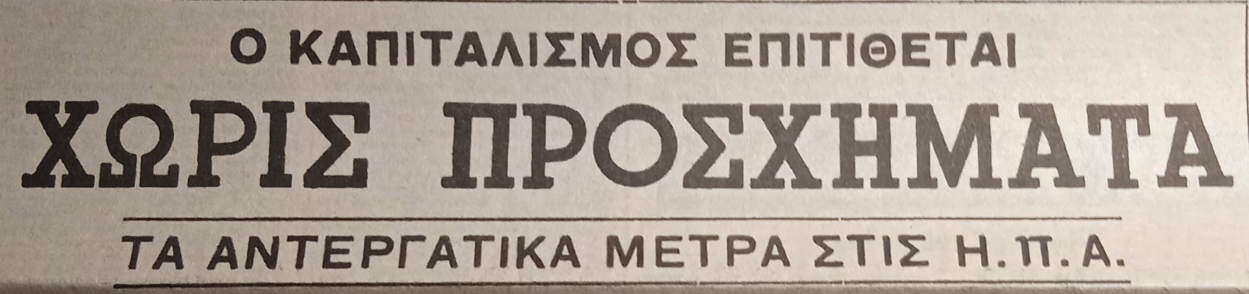 Ο ΚΑΠΙΤΑΛΙΣΜΟΣ ΕΠΙΤΙΘΕΤΑΙ
ΧΩΡΙΣ ΠΡΟΣΧΗΜΑΤΑ
ΤΑ ΑΝΤΕΡΓΑΤΙΚΑ ΜΕΤΡΑ ΣΤΙΣ Η.Π.Α.